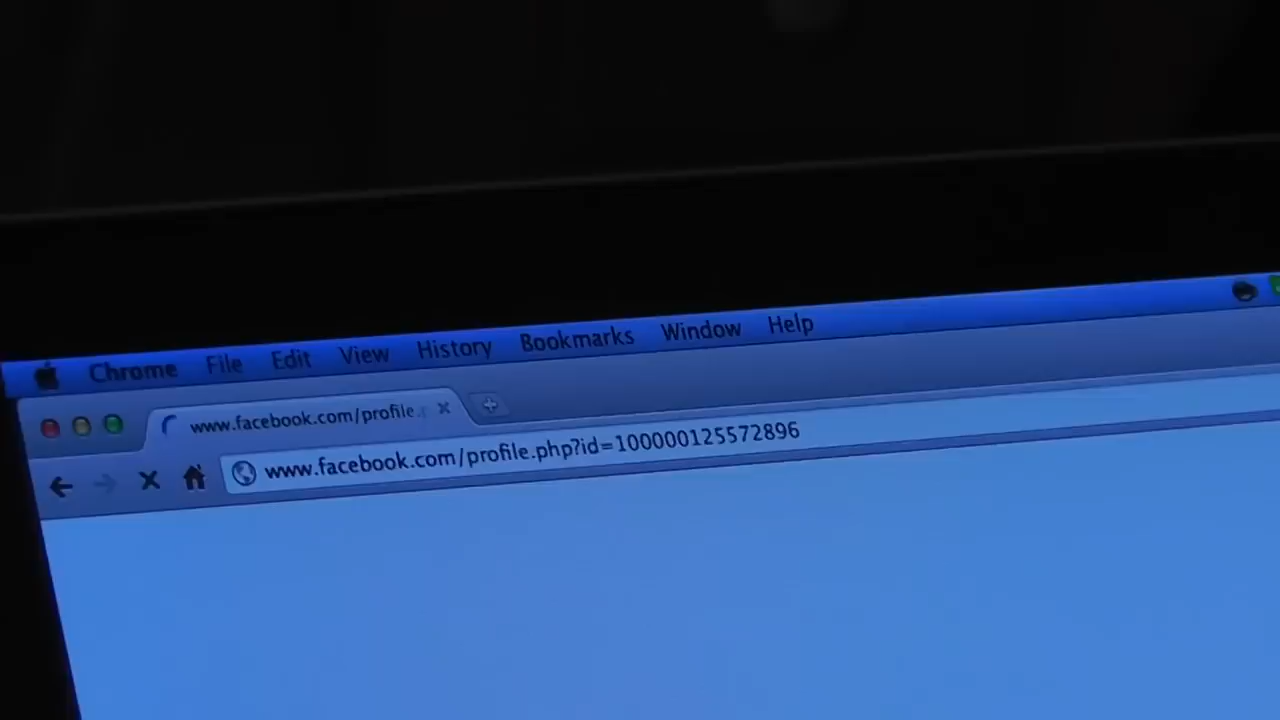 Chrome File Edit View History Bookmarks Window Help
www.facebook.com/profile.
www.facebook.com/profile.php?id=100000125572896